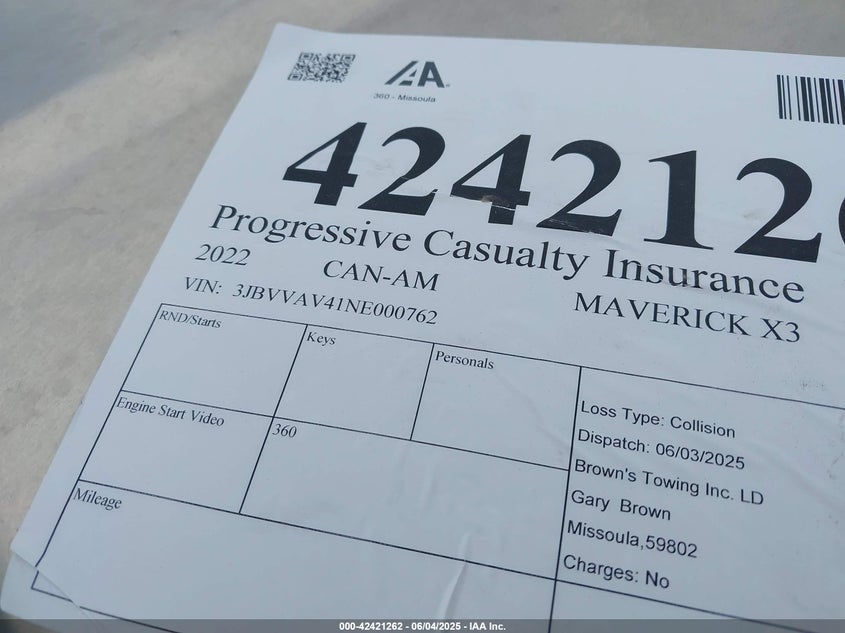 IAA
360 - Missoula
424212
Progressive Casualty Insurance
2022 CAN-AM MAVERICK X3
VIN: 3JBVVAV41NE000762
RND/Starts
Keys
Personals
Engine Start Video
360
Mileage
Loss Type: Collision
Dispatch: 06/03/2025
Brown's Towing Inc. LD
Gary Brown
Missoula,59802
Charges: No
000-42421262 - 06/04/2025 - IAA Inc.